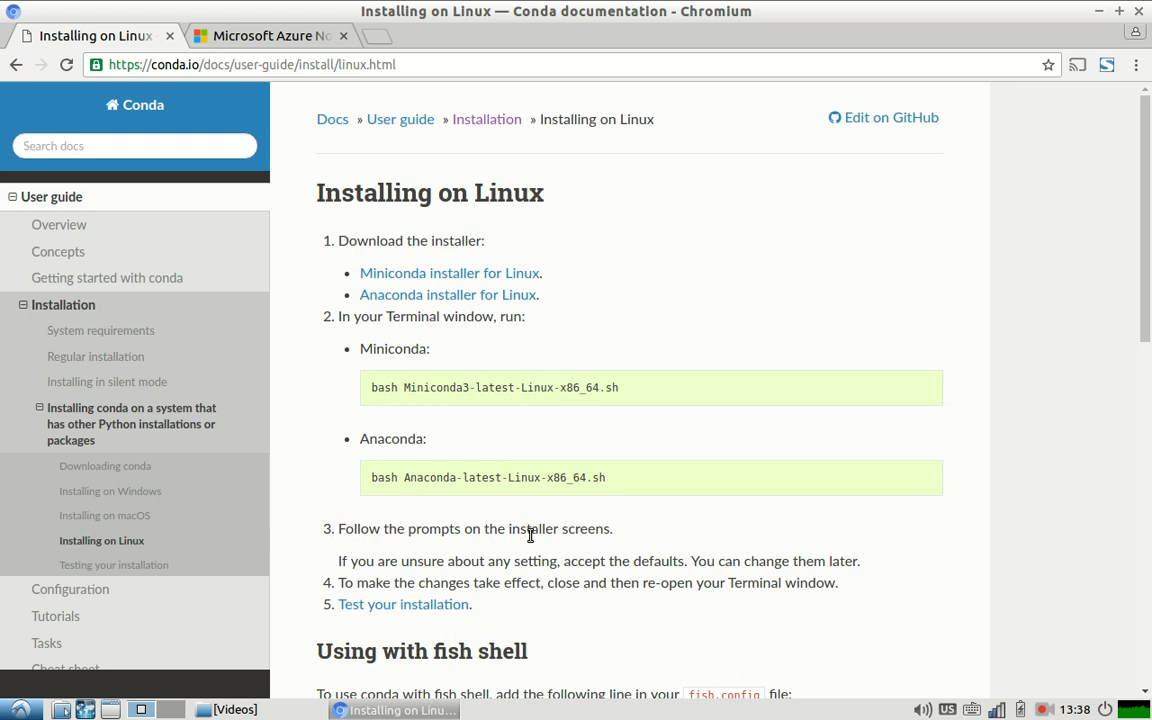 Installing on Linux — Conda documentation - Chromium
Installing on Linux
Microsoft Azure No
https://conda.io/docs/user-guide/install/linux.html
Conda
Search docs
User guide
Overview
Concepts
Getting started with conda
Installation
System requirements
Regular installation
Installing in silent mode
Installing conda on a system that
has other Python installations or
packages
Downloading conda
Installing on Windows
Installing on macOS
Installing on Linux
Testing your installation
Configuration
Tutorials
Tasks
Cheat sheet
Docs » User guide » Installation » Installing on Linux
Edit on GitHub
Installing on Linux
1. Download the installer:
• Miniconda installer for Linux.
• Anaconda installer for Linux.
2. In your Terminal window, run:
• Miniconda:
bash Miniconda3-latest-Linux-x86_64.sh
• Anaconda:
bash Anaconda-latest-Linux-x86_64.sh
3. Follow the prompts on the installer screens.
If you are unsure about any setting, accept the defaults. You can change them later.
4. To make the changes take effect, close and then re-open your Terminal window.
5. Test your installation.
Using with fish shell
To use conda with fish shell, add the following line in your fish.config file:
[Videos]
Installing on Linu...
US
13:38